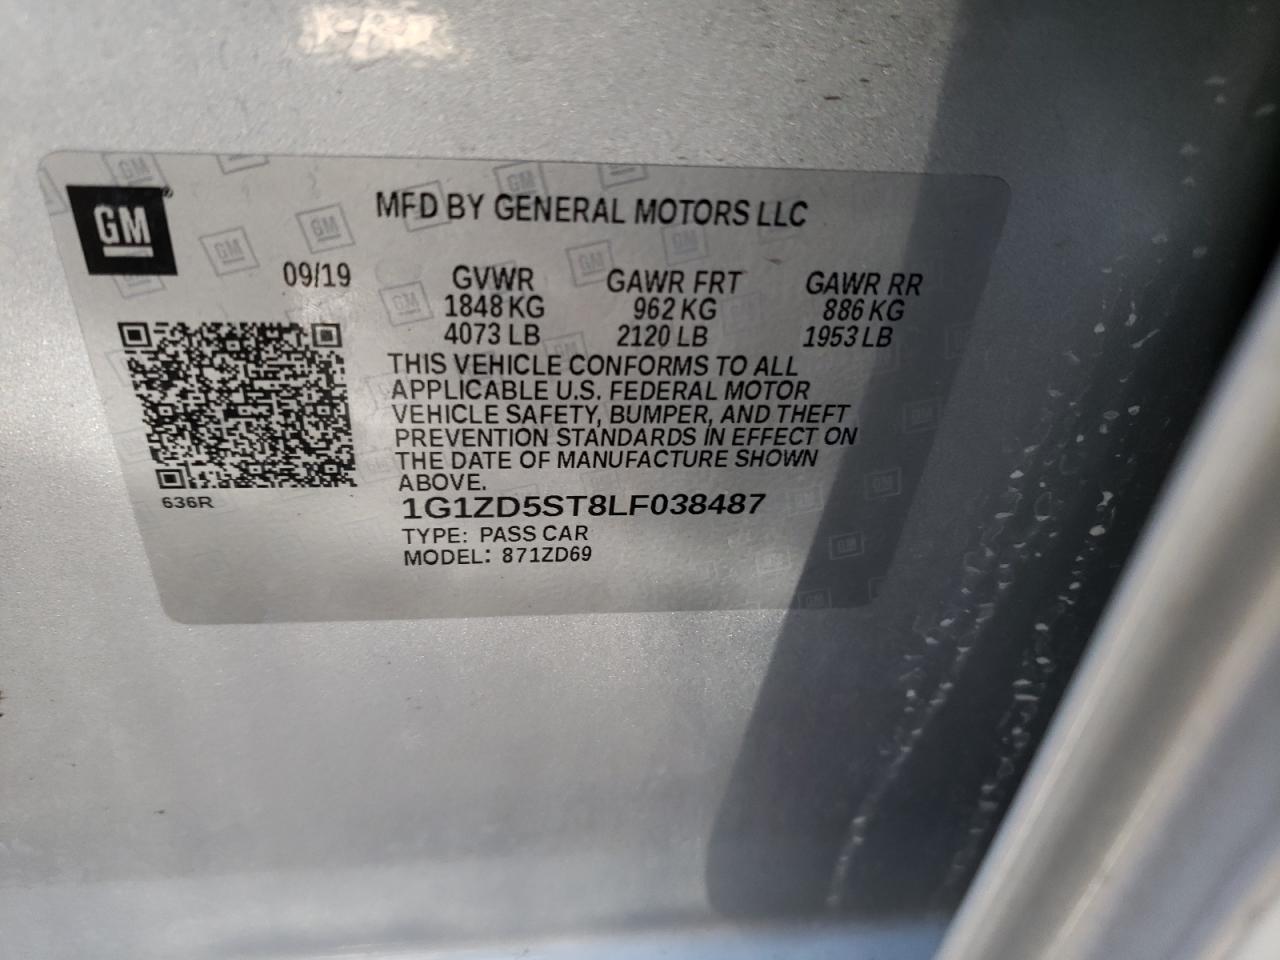 GM
MFD BY GENERAL MOTORS LLC
09/19 GVWR GAWR FRT GAWR RR
1848 KG 962 KG 886 KG
4073 LB 2120 LB 1953 LB
THIS VEHICLE CONFORMS TO ALL
APPLICABLE U.S. FEDERAL MOTOR
VEHICLE SAFETY, BUMPER, AND THEFT
PREVENTION STANDARDS IN EFFECT ON
THE DATE OF MANUFACTURE SHOWN
ABOVE.
636R
1G1ZD5ST8LF038487
TYPE: PASS CAR
MODEL: 871ZD69